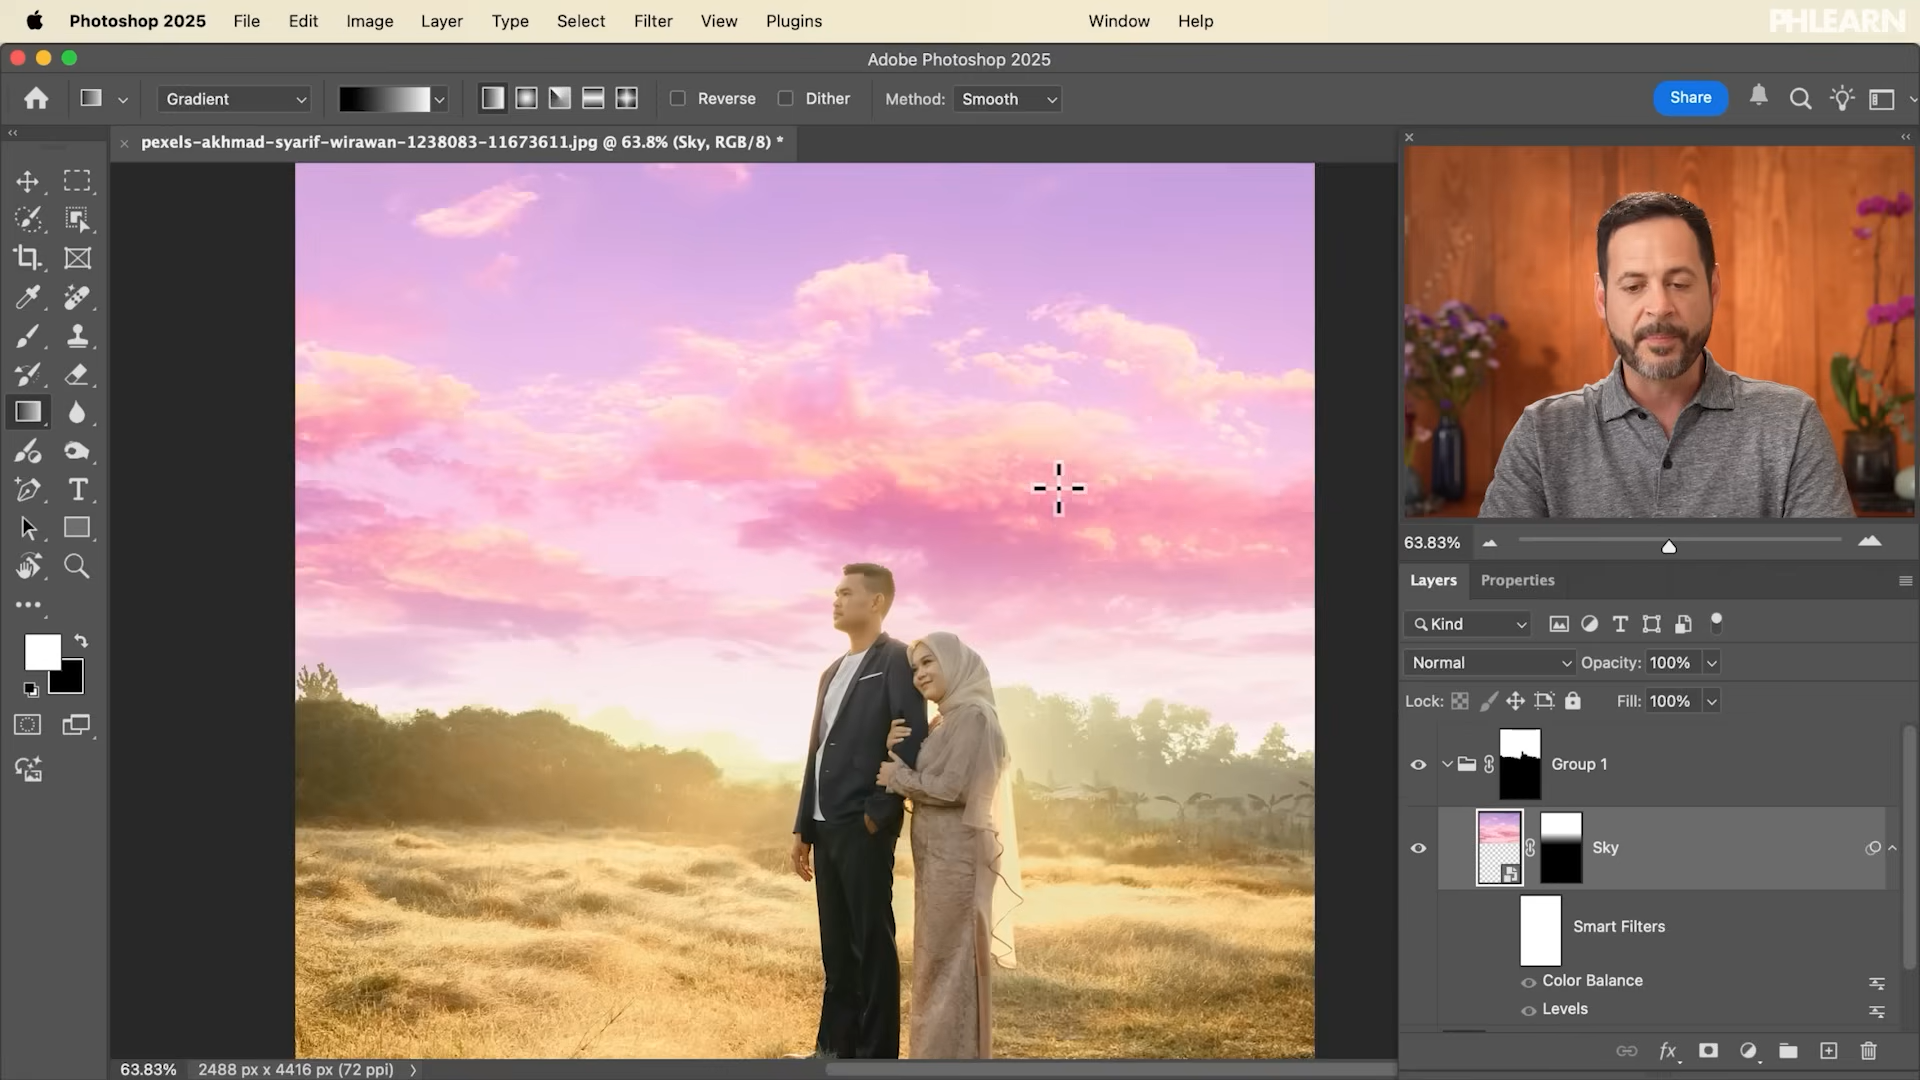 Photoshop 2025 File Edit Image Layer Type Select Filter View Plugins Window Help
PHLEARN
Adobe Photoshop 2025
Gradient Reverse Dither Method: Smooth Share
pexels-akhmad-syarif-wirawan-1238083-11673611.jpg @ 63.8% (Sky, RGB/8) *
63.83%
Layers Properties
Kind
Normal Opacity: 100%
Lock: Fill: 100%
Group 1
Sky
Smart Filters
Color Balance
Levels
63.83% 2488 px x 4416 px (72 ppi)